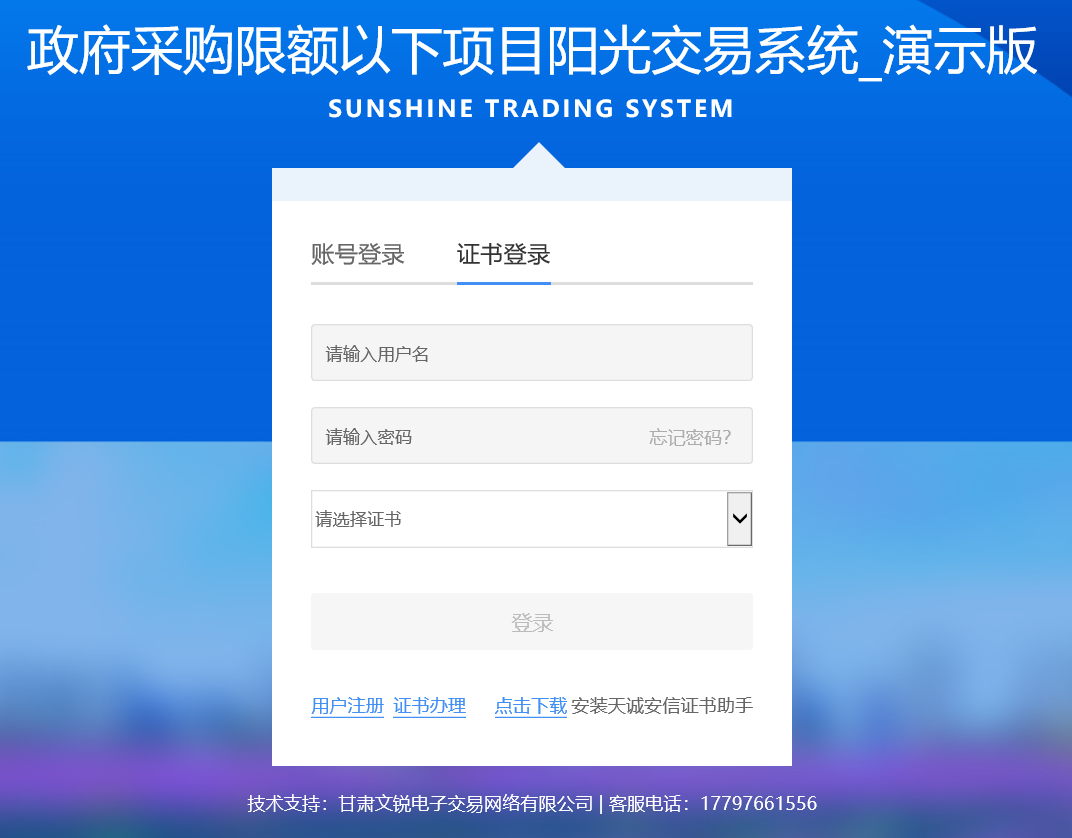 政府采购限额以下项目阳光交易系统_演示版
SUNSHINE TRADING SYSTEM
账号登录 证书登录
请输入用户名
请输入密码 忘记密码?
请选择证书
登录
用户注册 证书办理 点击下载 安装天诚安信证书助手
技术支持：甘肃文锐电子交易网络有限公司 | 客服电话：17797661556